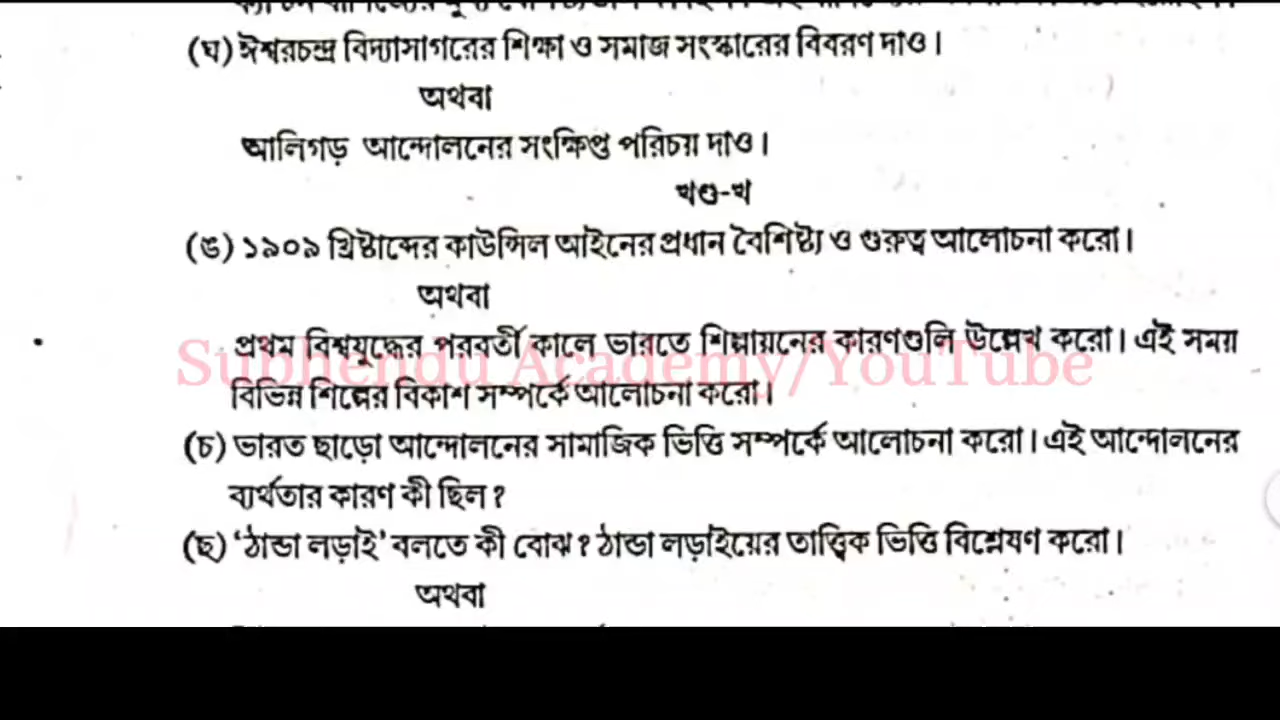 (ঘ) ঈশ্বরচন্দ্র বিদ্যাসাগরের শিক্ষা ও সমাজ সংস্কারের বিবরণ দাও।
অথবা
আলিগড় আন্দোলনের সংক্ষিপ্ত পরিচয় দাও।
খণ্ড-খ
(ঙ) ১৯০৯ খ্রিষ্টাব্দের কাউন্সিল আইনের প্রধান বৈশিষ্ট্য ও গুরুত্ব আলোচনা করো।
অথবা
প্রথম বিশ্বযুদ্ধের পরবর্তী কালে ভারতে শিল্পায়নের কারণগুলি উল্লেখ করো। এই সময়
Subhendu Academy/YouTube
বিভিন্ন শিল্পের বিকাশ সম্পর্কে আলোচনা করো।
(চ) ভারত ছাড়ো আন্দোলনের সামাজিক ভিত্তি সম্পর্কে আলোচনা করো। এই আন্দোলনের
ব্যর্থতার কারণ কী ছিল?
(ছ) 'ঠান্ডা লড়াই' বলতে কী বোঝ? ঠান্ডা লড়াইয়ের তাত্ত্বিক ভিত্তি বিশ্লেষণ করো।
অথবা